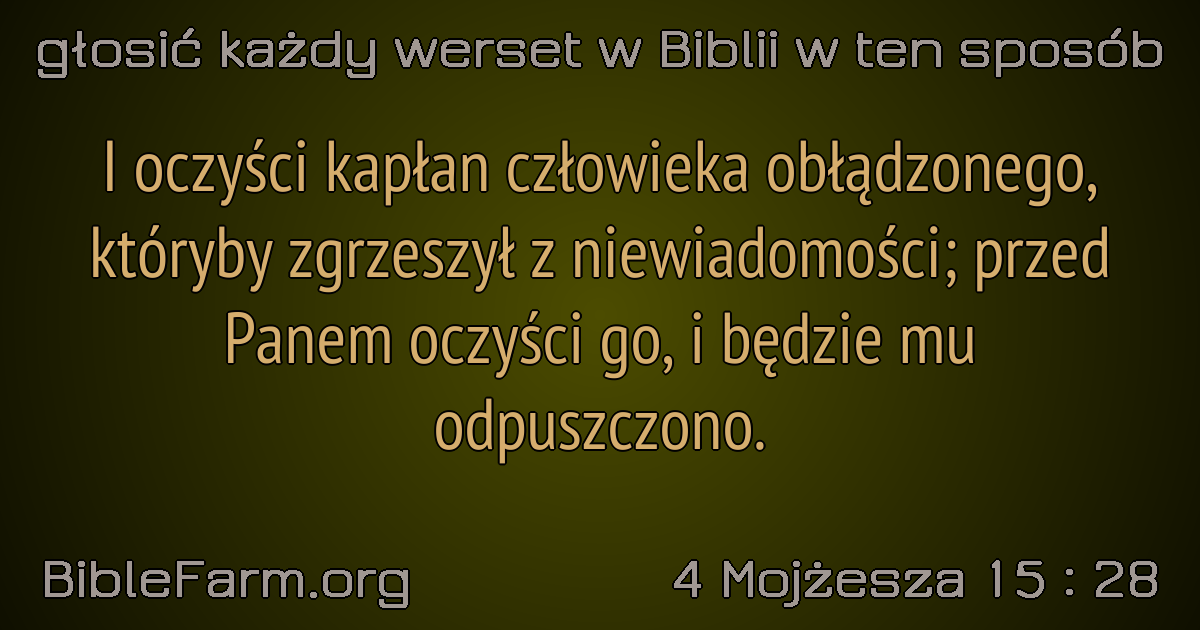 głosić każdy werset w Biblii w ten sposób
I oczyści kapłan człowieka obłądzonego,
któryby zgrzeszył z niewiadomości; przed
Panem oczyści go, i będzie mu
odpuszczono.
BibleFarm.org
4 Mojżesza 15 : 28